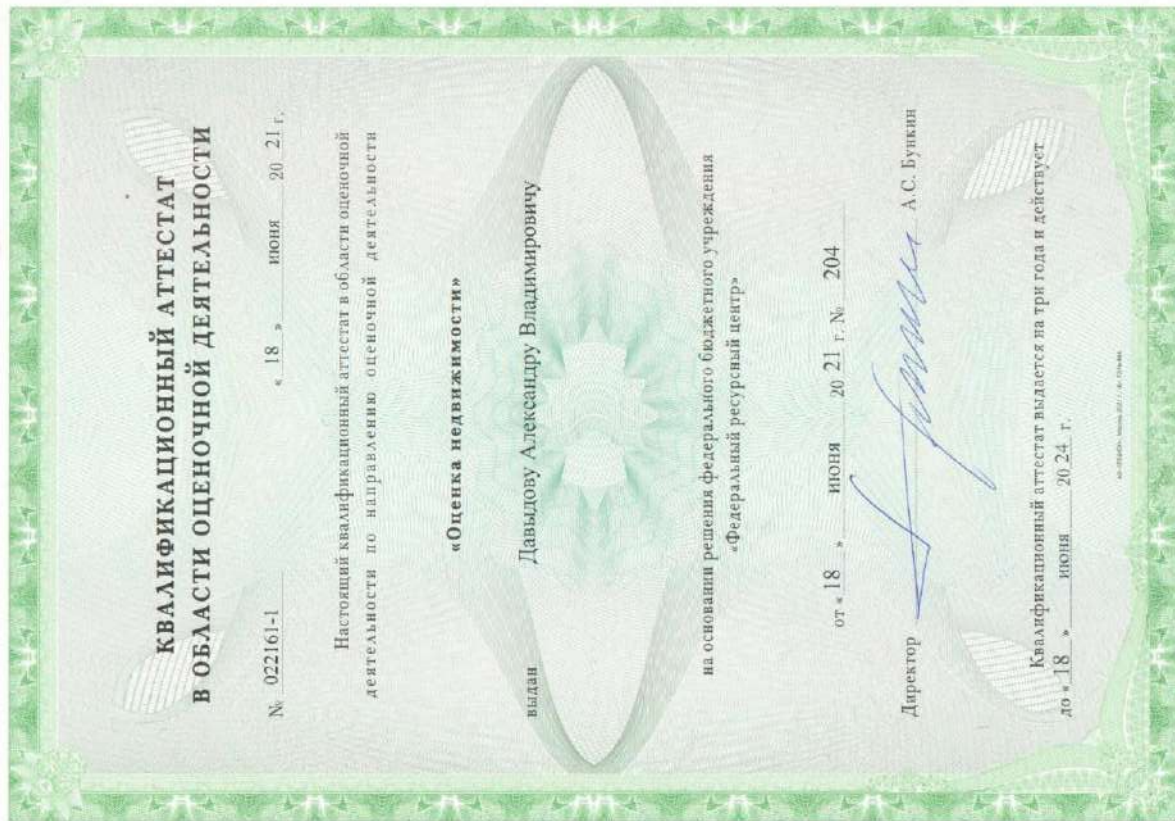 КВАЛИФИКАЦИОННЫЙ АТТЕСТАТ
В ОБЛАСТИ ОЦЕНОЧНОЙ ДЕЯТЕЛЬНОСТИ
№ 022161-1 « 18 » июня 20 21 г.
Настоящий квалификационный аттестат в области оценочной
деятельности по направлению оценочной деятельности
«Оценка недвижимости»
выдан Давыдову Александру Владимировичу
на основании решения федерального бюджетного учреждения
«Федеральный ресурсный центр»
от « 18 » июня 20 21 г. № 204
Директор А.С. Бункин
Квалификационный аттестат выдается на три года и действует
до « 18 » июня 20 24 г.